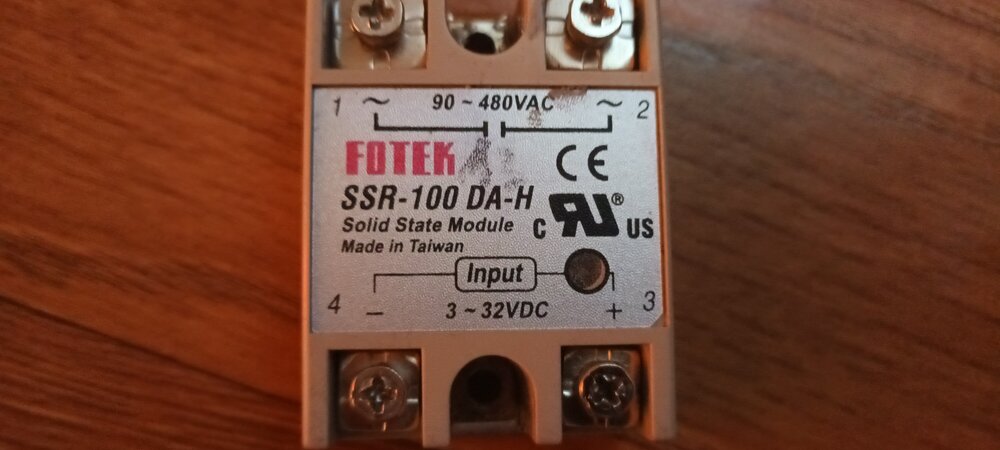 1 ~ 90 ~ 480VAC ~ 2
FOTEK CE
SSR-100 DA-H
Solid State Module C RU® US
Made in Taiwan
Input
4 − 3 ~ 32VDC + 3